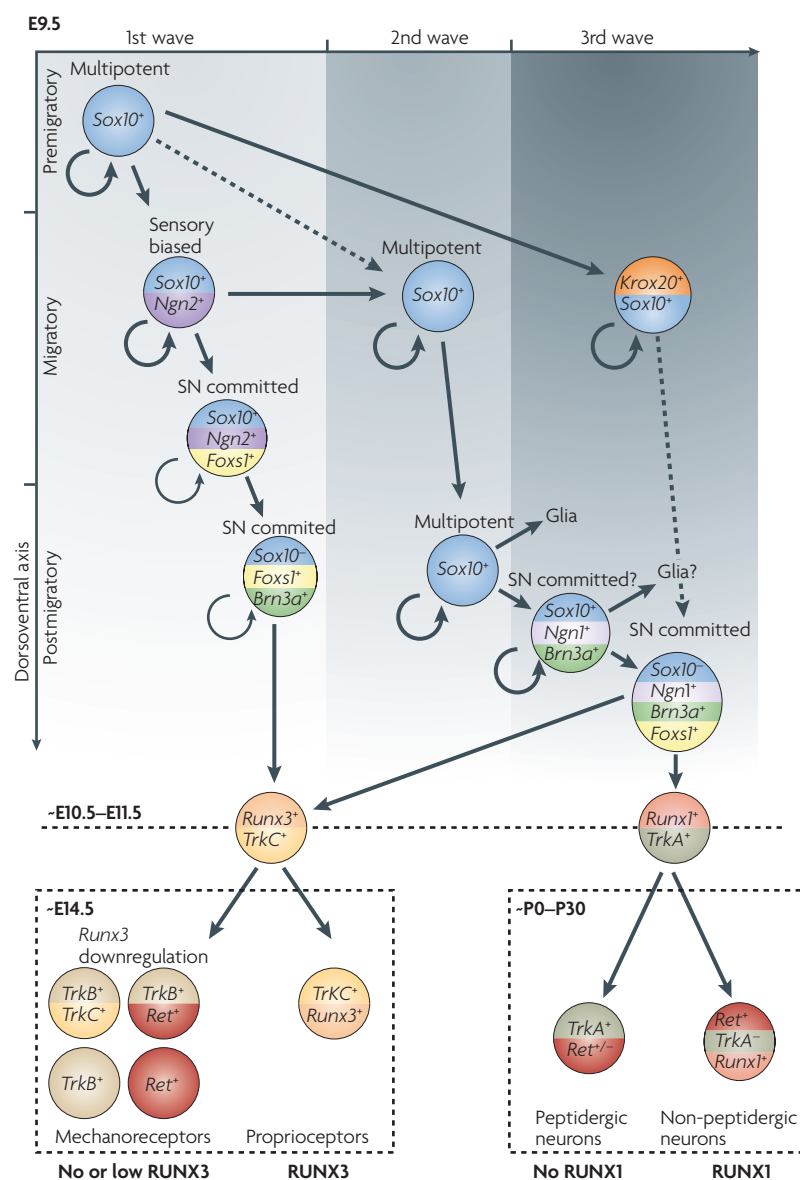 E9.5
1st wave
2nd wave
3rd wave
Premigratory
Migratory
Postmigratory
Dorsoventral axis
Multipotent
Sox10⁺
Sensory
biased
Sox10⁺
Ngn2⁺
Multipotent
Sox10⁺
Krox20⁺
Sox10⁺
SN committed
Sox10⁺
Ngn2⁺
Foxs1⁺
SN commited
Sox10⁻
Foxs1⁺
Brn3a⁺
Multipotent
Sox10⁺
Glia
SN committed?
Sox10⁺
Ngn1⁺
Brn3a⁺
Glia?
SN committed
Sox10⁻
Ngn1⁺
Brn3a⁺
Foxs1⁺
~E10.5–E11.5
Runx3⁺
TrkC⁺
Runx1⁺
TrkA⁺
~E14.5
Runx3
downregulation
TrkB⁺
TrkC⁺
TrkB⁺
Ret⁺
TrKC⁺
Runx3⁺
TrkB⁺
Ret⁺
Mechanoreceptors
Proprioceptors
No or low RUNX3
RUNX3
~P0–P30
TrkA⁺
Ret⁺/⁻
Ret⁺
TrkA⁻
Runx1⁺
Peptidergic
neurons
Non-peptidergic
neurons
No RUNX1
RUNX1